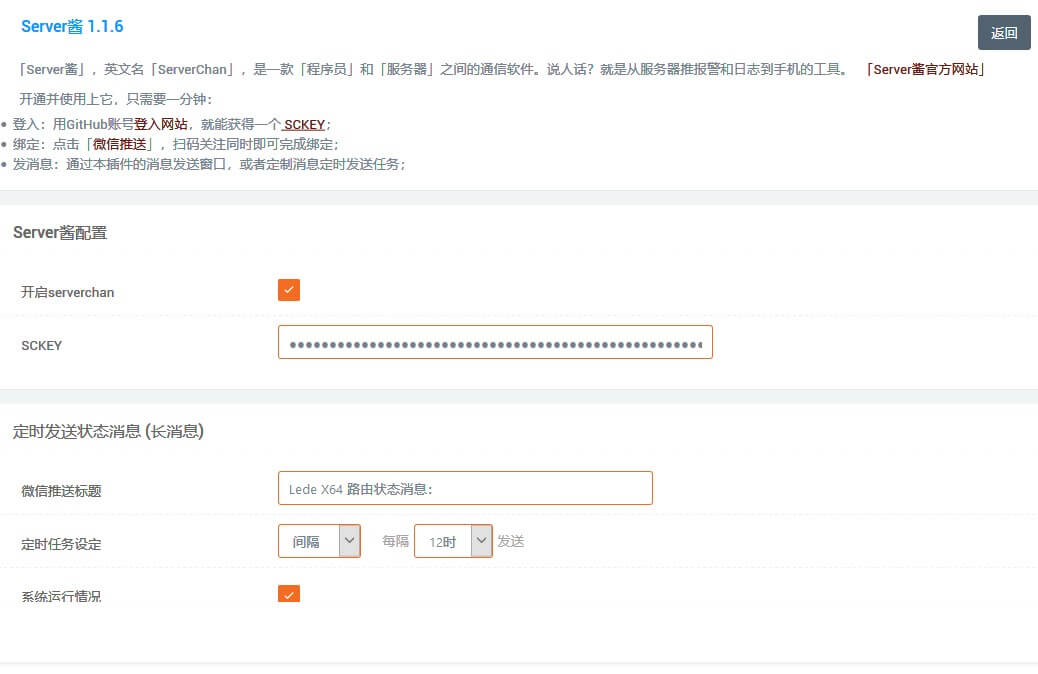 Server酱 1.1.6
返回
「Server酱」，英文名「ServerChan」，是一款「程序员」和「服务器」之间的通信软件。说人话？就是从服务器推报警和日志到手机的工具。 「Server酱官方网站」
开通并使用上它，只需要一分钟：
• 登入：用GitHub账号登入网站，就能获得一个 SCKEY；
• 绑定：点击「微信推送」，扫码关注同时即可完成绑定；
• 发消息：通过本插件的消息发送窗口，或者定制消息定时发送任务；
Server酱配置
开启serverchan
SCKEY
定时发送状态消息 (长消息)
微信推送标题 Lede X64 路由状态消息：
定时任务设定 间隔 每隔 12时 发送
系统运行情况